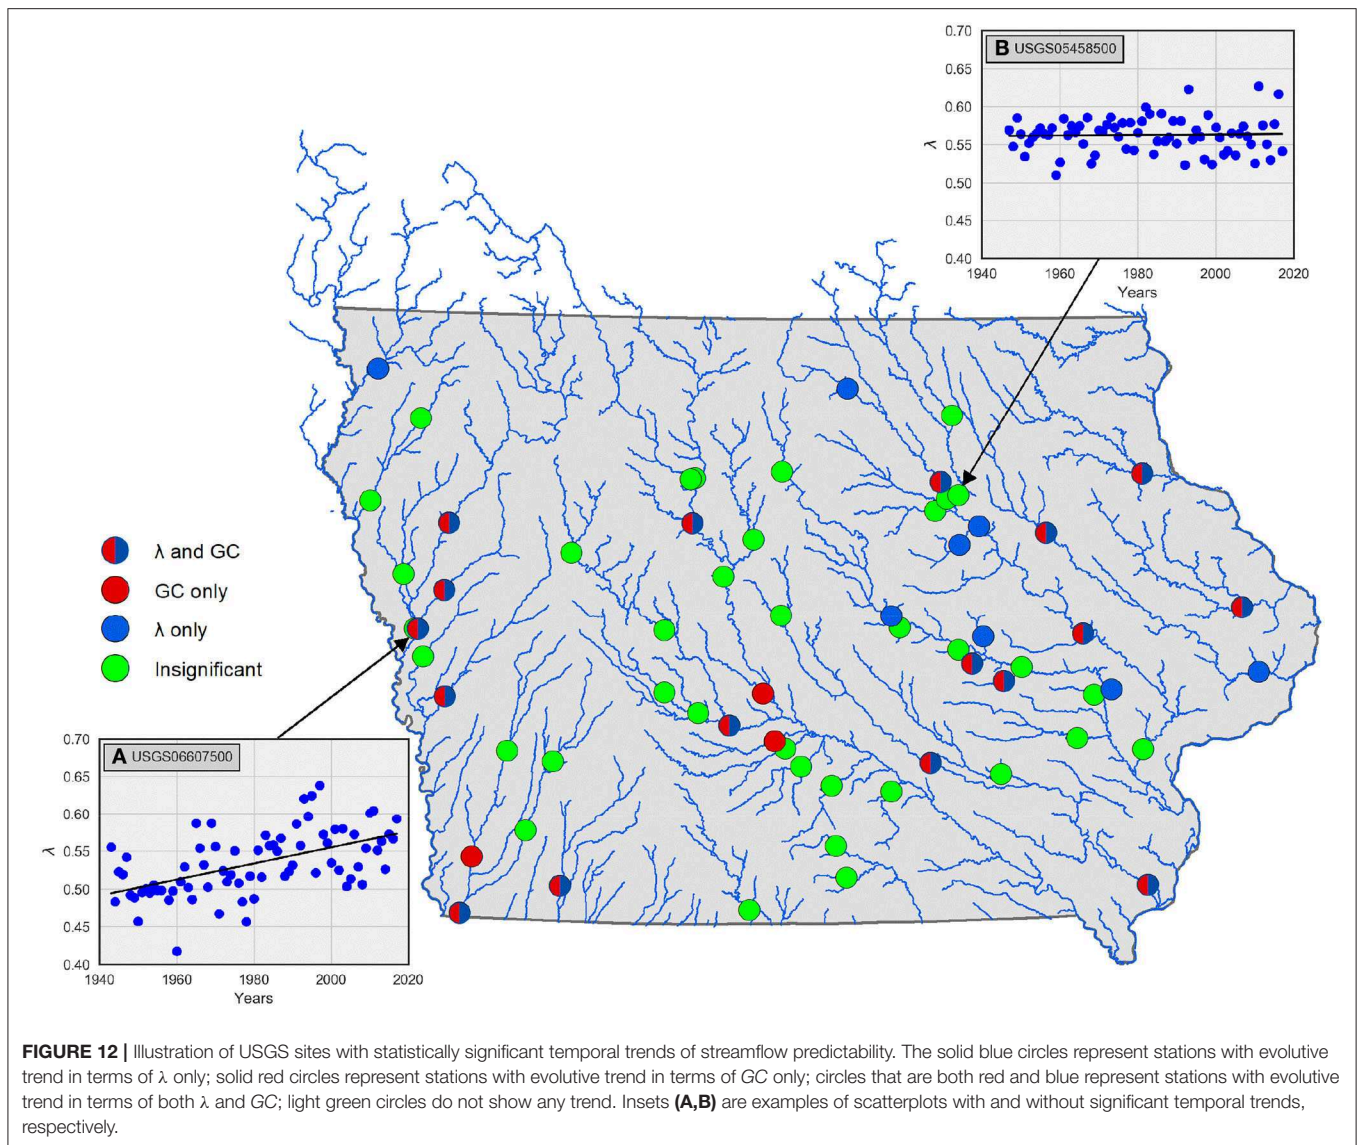 B USGS05458500
0.70
0.65
0.60
0.55
0.50
0.45
0.40
λ
1940 1960 1980 2000 2020
Years
λ and GC
GC only
λ only
Insignificant
A USGS06607500
0.70
0.65
0.60
0.55
0.50
0.45
0.40
λ
1940 1960 1980 2000 2020
Years
FIGURE 12 | Illustration of USGS sites with statistically significant temporal trends of streamflow predictability. The solid blue circles represent stations with evolutive
trend in terms of λ only; solid red circles represent stations with evolutive trend in terms of GC only; circles that are both red and blue represent stations with evolutive
trend in terms of both λ and GC; light green circles do not show any trend. Insets (A,B) are examples of scatterplots with and without significant temporal trends,
respectively.